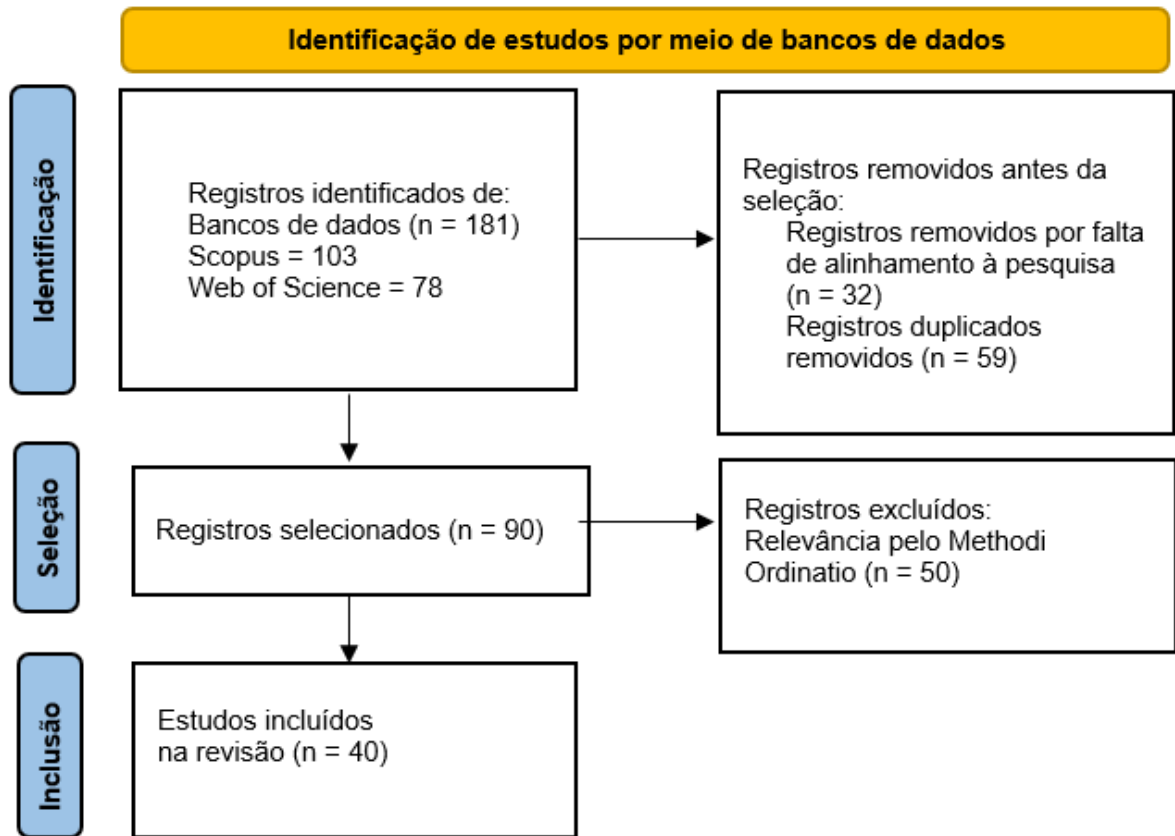 Identificação de estudos por meio de bancos de dados
Identificação
Registros identificados de:
Bancos de dados (n = 181)
Scopus = 103
Web of Science = 78
Registros removidos antes da
seleção:
Registros removidos por falta
de alinhamento à pesquisa
(n = 32)
Registros duplicados
removidos (n = 59)
Seleção
Registros selecionados (n = 90)
Registros excluídos:
Relevância pelo Methodi
Ordinatio (n = 50)
Inclusão
Estudos incluídos
na revisão (n = 40)